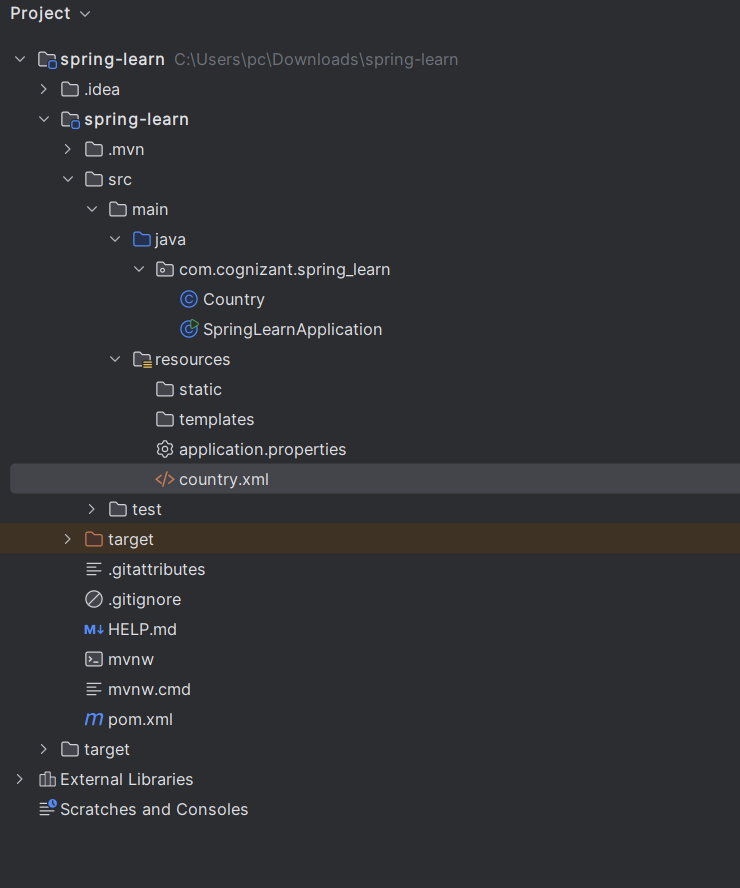 Project
spring-learn C:\Users\pc\Downloads\spring-learn
.idea
spring-learn
.mvn
src
main
java
com.cognizant.spring_learn
Country
SpringLearnApplication
resources
static
templates
application.properties
country.xml
test
target
.gitattributes
.gitignore
HELP.md
mvnw
mvnw.cmd
pom.xml
target
External Libraries
Scratches and Consoles